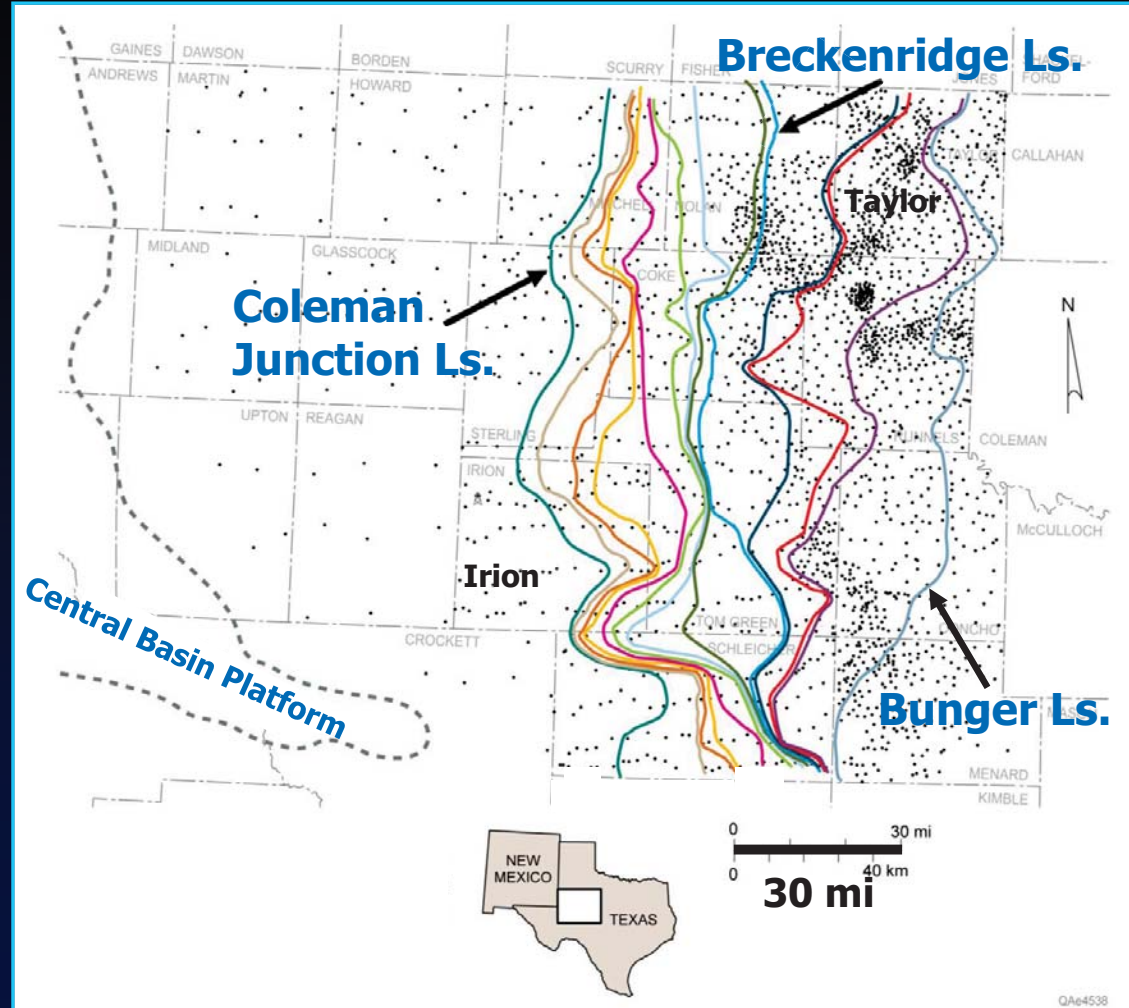 GAINES
DAWSON
BORDEN
SCURRY
FISHER
Breckenridge Ls.
JONES
FORD
ANDREWS
MARTIN
HOWARD
TAYLOR
CALLAHAN
Taylor
NOLAN
MIDLAND
GLASSCOCK
COKE
Coleman
Junction Ls.
N
UPTON
REAGAN
STERLING
RUNNELS
COLEMAN
IRION
McCULLOCH
Irion
Central Basin Platform
CROCKETT
TOM GREEN
CONCHO
SCHLEICHER
Bunger Ls.
MENARD
KIMBLE
0
30 mi
0
40 km
30 mi
NEW
MEXICO
TEXAS
QAe4538